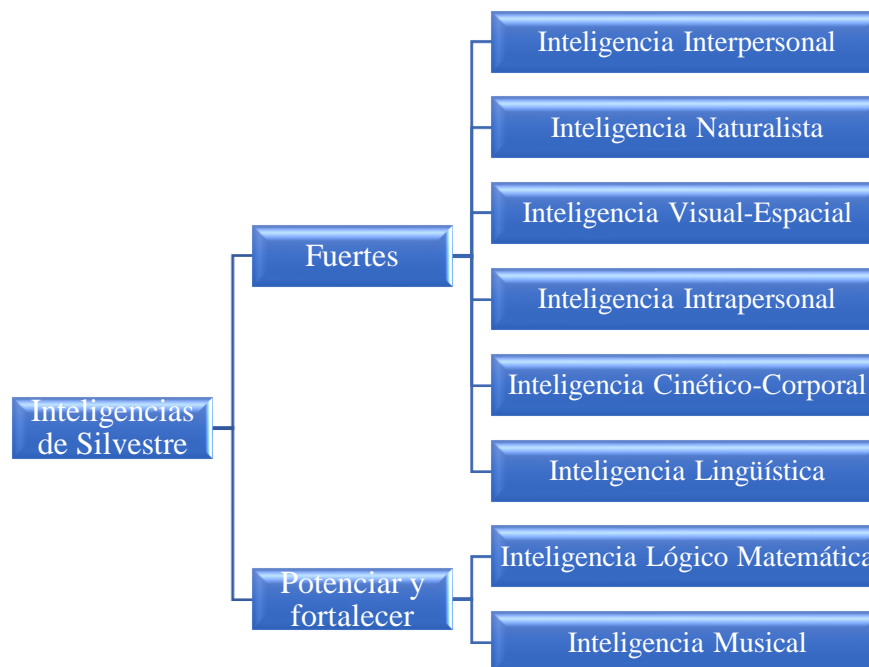 Inteligencias
de Silvestre
Fuertes
Inteligencia Interpersonal
Inteligencia Naturalista
Inteligencia Visual-Espacial
Inteligencia Intrapersonal
Inteligencia Cinético-Corporal
Inteligencia Lingüística
Potenciar y
fortalecer
Inteligencia Lógico Matemática
Inteligencia Musical